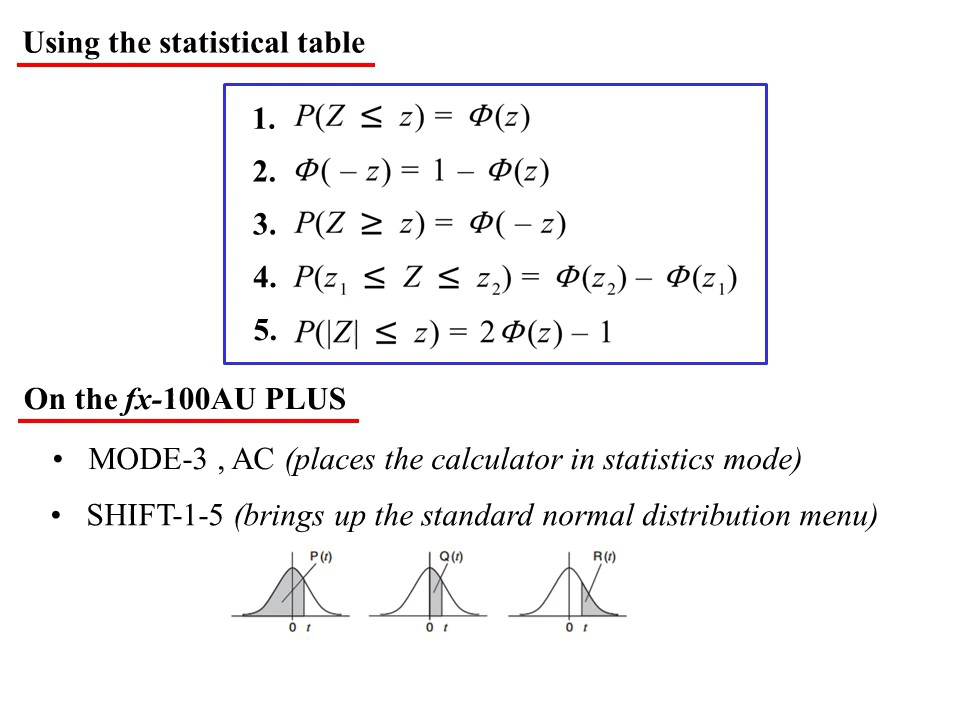 Using the statistical table
1. P(Z ≤ z) = Φ(z)
2. Φ( – z) = 1 – Φ(z)
3. P(Z ≥ z) = Φ( – z)
4. P(z₁ ≤ Z ≤ z₂) = Φ(z₂) – Φ(z₁)
5. P(|Z| ≤ z) = 2Φ(z) – 1
On the fx-100AU PLUS
• MODE-3 , AC (places the calculator in statistics mode)
• SHIFT-1-5 (brings up the standard normal distribution menu)
P(t) Q(t) R(t)
0 t 0 t 0 t